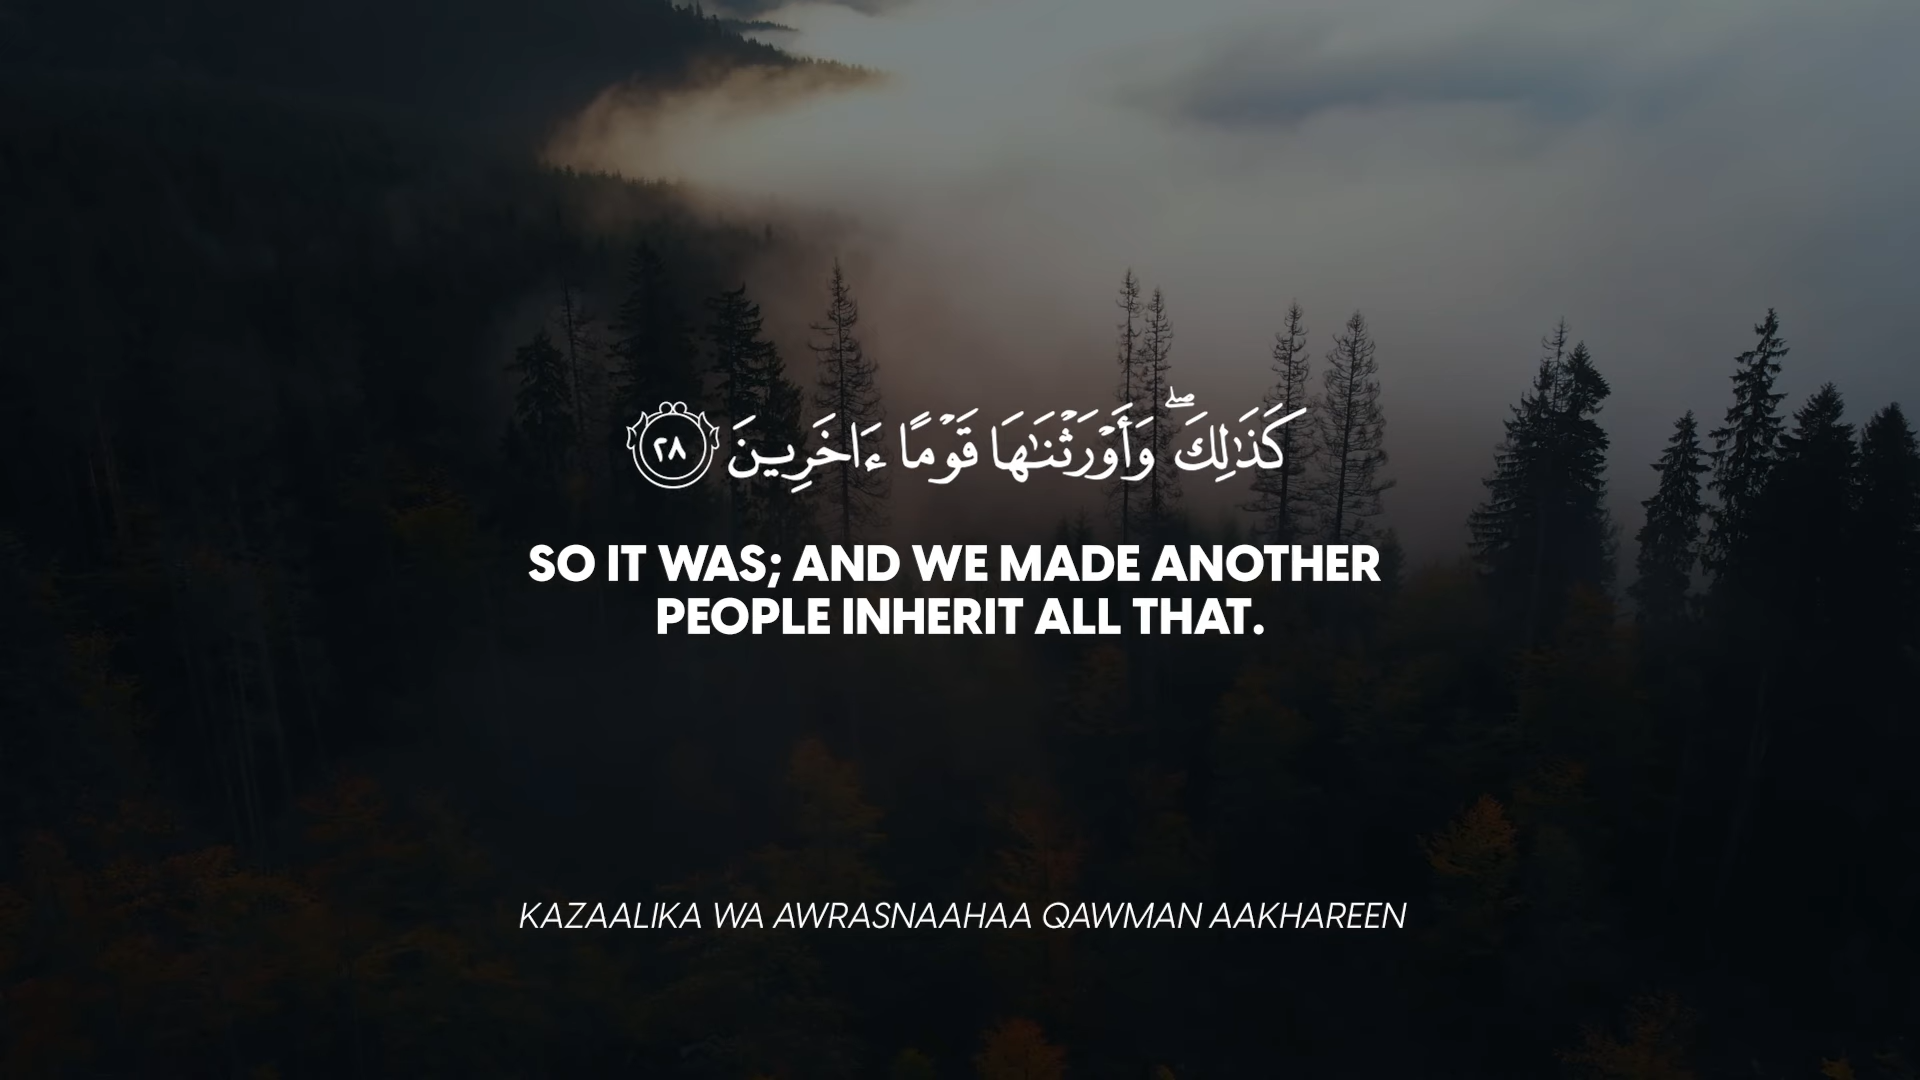 كَذَٰلِكَ ۖ وَأَوْرَثْنَـٰهَا قَوْمًا ءَاخَرِينَ ٢٨
SO IT WAS; AND WE MADE ANOTHER
PEOPLE INHERIT ALL THAT.
KAZAALIKA WA AWRASNAAHAA QAWMAN AAKHAREEN